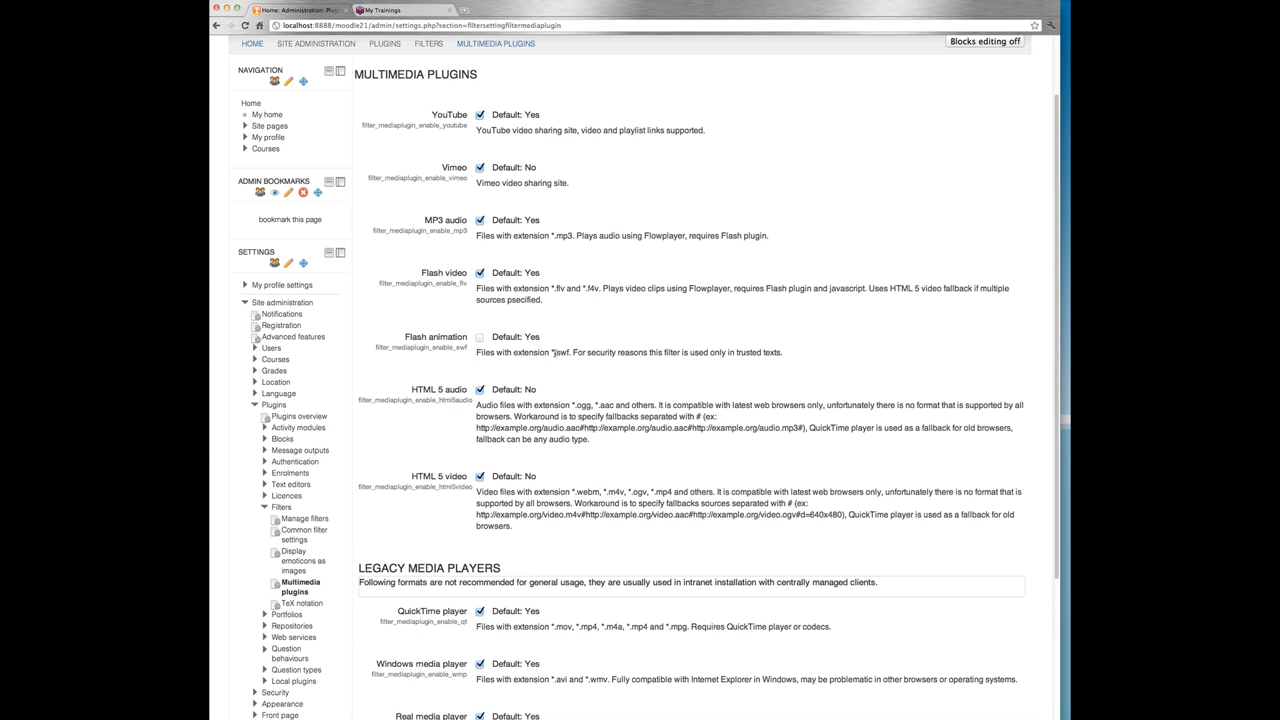 Home: Administration: Plug
My Trainings
localhost:8888/moodle21/admin/settings.php?section=filtersettingfiltermediaplugin
HOME SITE ADMINISTRATION PLUGINS FILTERS MULTIMEDIA PLUGINS
Blocks editing off
NAVIGATION
Home
My home
Site pages
My profile
Courses
ADMIN BOOKMARKS
bookmark this page
SETTINGS
My profile settings
Site administration
Notifications
Registration
Advanced features
Users
Courses
Grades
Location
Language
Plugins
Plugins overview
Activity modules
Blocks
Message outputs
Authentication
Enrolments
Text editors
Licences
Filters
Manage filters
Common filter
settings
Display
emoticons as
images
Multimedia
plugins
TeX notation
Portfolios
Repositories
Web services
Question
behaviours
Question types
Local plugins
Security
Appearance
Front page
MULTIMEDIA PLUGINS
YouTube Default: Yes
filter_mediaplugin_enable_youtube
YouTube video sharing site, video and playlist links supported.
Vimeo Default: No
filter_mediaplugin_enable_vimeo
Vimeo video sharing site.
MP3 audio Default: Yes
filter_mediaplugin_enable_mp3
Files with extension *.mp3. Plays audio using Flowplayer, requires Flash plugin.
Flash video Default: Yes
filter_mediaplugin_enable_flv
Files with extension *.flv and *.f4v. Plays video clips using Flowplayer, requires Flash plugin and javascript. Uses HTML 5 video fallback if multiple
sources psecified.
Flash animation Default: Yes
filter_mediaplugin_enable_swf
Files with extension *.swf. For security reasons this filter is used only in trusted texts.
HTML 5 audio Default: No
filter_mediaplugin_enable_html5audio
Audio files with extension *.ogg, *.aac and others. It is compatible with latest web browsers only, unfortunately there is no format that is supported by all
browsers. Workaround is to specify fallbacks separated with # (ex:
http://example.org/audio.aac#http://example.org/audio.aac#http://example.org/audio.mp3#), QuickTime player is used as a fallback for old browsers,
fallback can be any audio type.
HTML 5 video Default: No
filter_mediaplugin_enable_html5video
Video files with extension *.webm, *.m4v, *.ogv, *.mp4 and others. It is compatible with latest web browsers only, unfortunately there is no format that is
supported by all browsers. Workaround is to specify fallbacks sources separated with # (ex:
http://example.org/video.m4v#http://example.org/video.aac#http://example.org/video.ogv#d=640x480), QuickTime player is used as a fallback for old
browsers.
LEGACY MEDIA PLAYERS
Following formats are not recommended for general usage, they are usually used in intranet installation with centrally managed clients.
QuickTime player Default: Yes
filter_mediaplugin_enable_qt
Files with extension *.mov, *.mp4, *.m4a, *.mp4 and *.mpg. Requires QuickTime player or codecs.
Windows media player Default: Yes
filter_mediaplugin_enable_wmp
Files with extension *.avi and *.wmv. Fully compatible with Internet Explorer in Windows, may be problematic in other browsers or operating systems.
Real media player Default: Yes